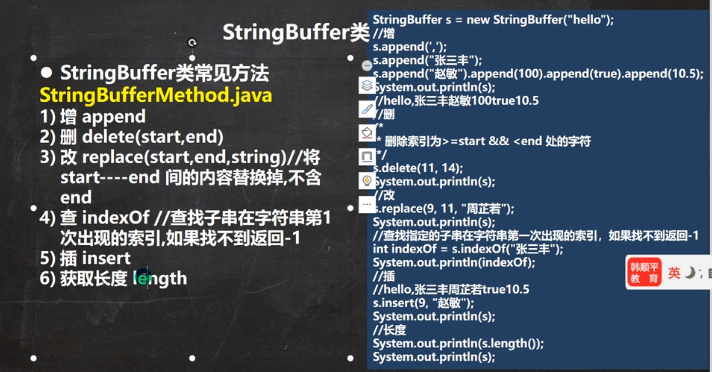 StringBuffer类
● StringBuffer类常见方法
StringBufferMethod.java
1) 增 append
2) 删 delete(start,end)
3) 改 replace(start,end,string)//将
start----end 间的内容替换掉,不含
end
4) 查 indexOf //查找子串在字符串第1
次出现的索引,如果找不到返回-1
5) 插 insert
6) 获取长度 length
StringBuffer s = new StringBuffer("hello");
//增
s.append(',');
s.append("张三丰");
s.append("赵敏").append(100).append(true).append(10.5);
System.out.println(s);
//hello,张三丰赵敏100true10.5
//删
/*
* 删除索引为>=start && <end 处的字符
*/
s.delete(11, 14);
System.out.println(s);
//改
s.replace(9, 11, "周芷若");
System.out.println(s);
//查找指定的子串在字符串第一次出现的索引，如果找不到返回-1
int indexOf = s.indexOf("张三丰");
System.out.println(indexOf);
//插
//hello,张三丰周芷若true10.5
s.insert(9, "赵敏");
System.out.println(s);
//长度
System.out.println(s.length());
System.out.println(s);
韩顺平
教育
英